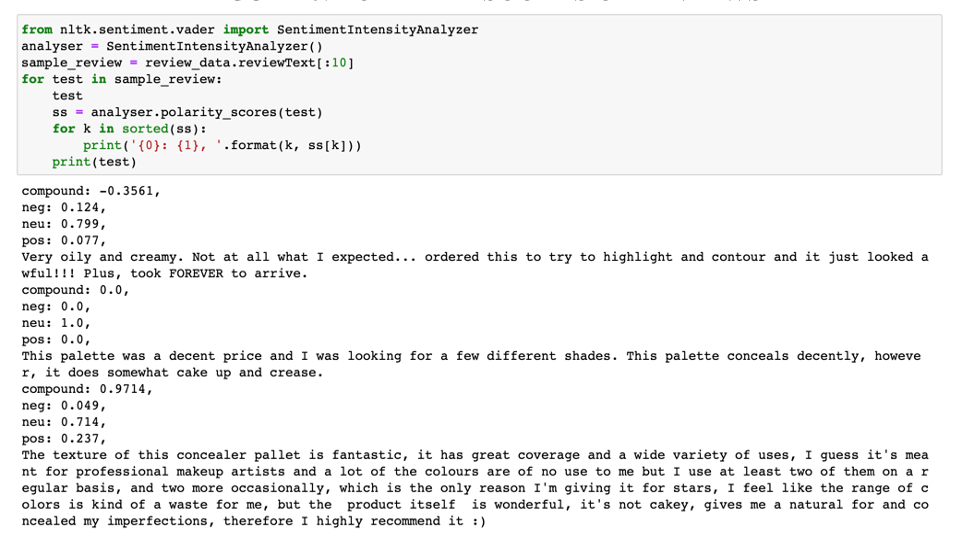 from nltk.sentiment.vader import SentimentIntensityAnalyzer
analyser = SentimentIntensityAnalyzer()
sample_review = review_data.reviewText[:10]
for test in sample_review:
    test
    ss = analyser.polarity_scores(test)
    for k in sorted(ss):
        print('{0}: {1}, '.format(k, ss[k]))
    print(test)
compound: -0.3561,
neg: 0.124,
neu: 0.799,
pos: 0.077,
Very oily and creamy. Not at all what I expected... ordered this to try to highlight and contour and it just looked a
wful!!! Plus, took FOREVER to arrive.
compound: 0.0,
neg: 0.0,
neu: 1.0,
pos: 0.0,
This palette was a decent price and I was looking for a few different shades. This palette conceals decently, howeve
r, it does somewhat cake up and crease.
compound: 0.9714,
neg: 0.049,
neu: 0.714,
pos: 0.237,
The texture of this concealer pallet is fantastic, it has great coverage and a wide variety of uses, I guess it's mea
nt for professional makeup artists and a lot of the colours are of no use to me but I use at least two of them on a r
egular basis, and two more occasionally, which is the only reason I'm giving it for stars, I feel like the range of c
olors is kind of a waste for me, but the  product itself  is wonderful, it's not cakey, gives me a natural for and co
ncealed my imperfections, therefore I highly recommend it :)